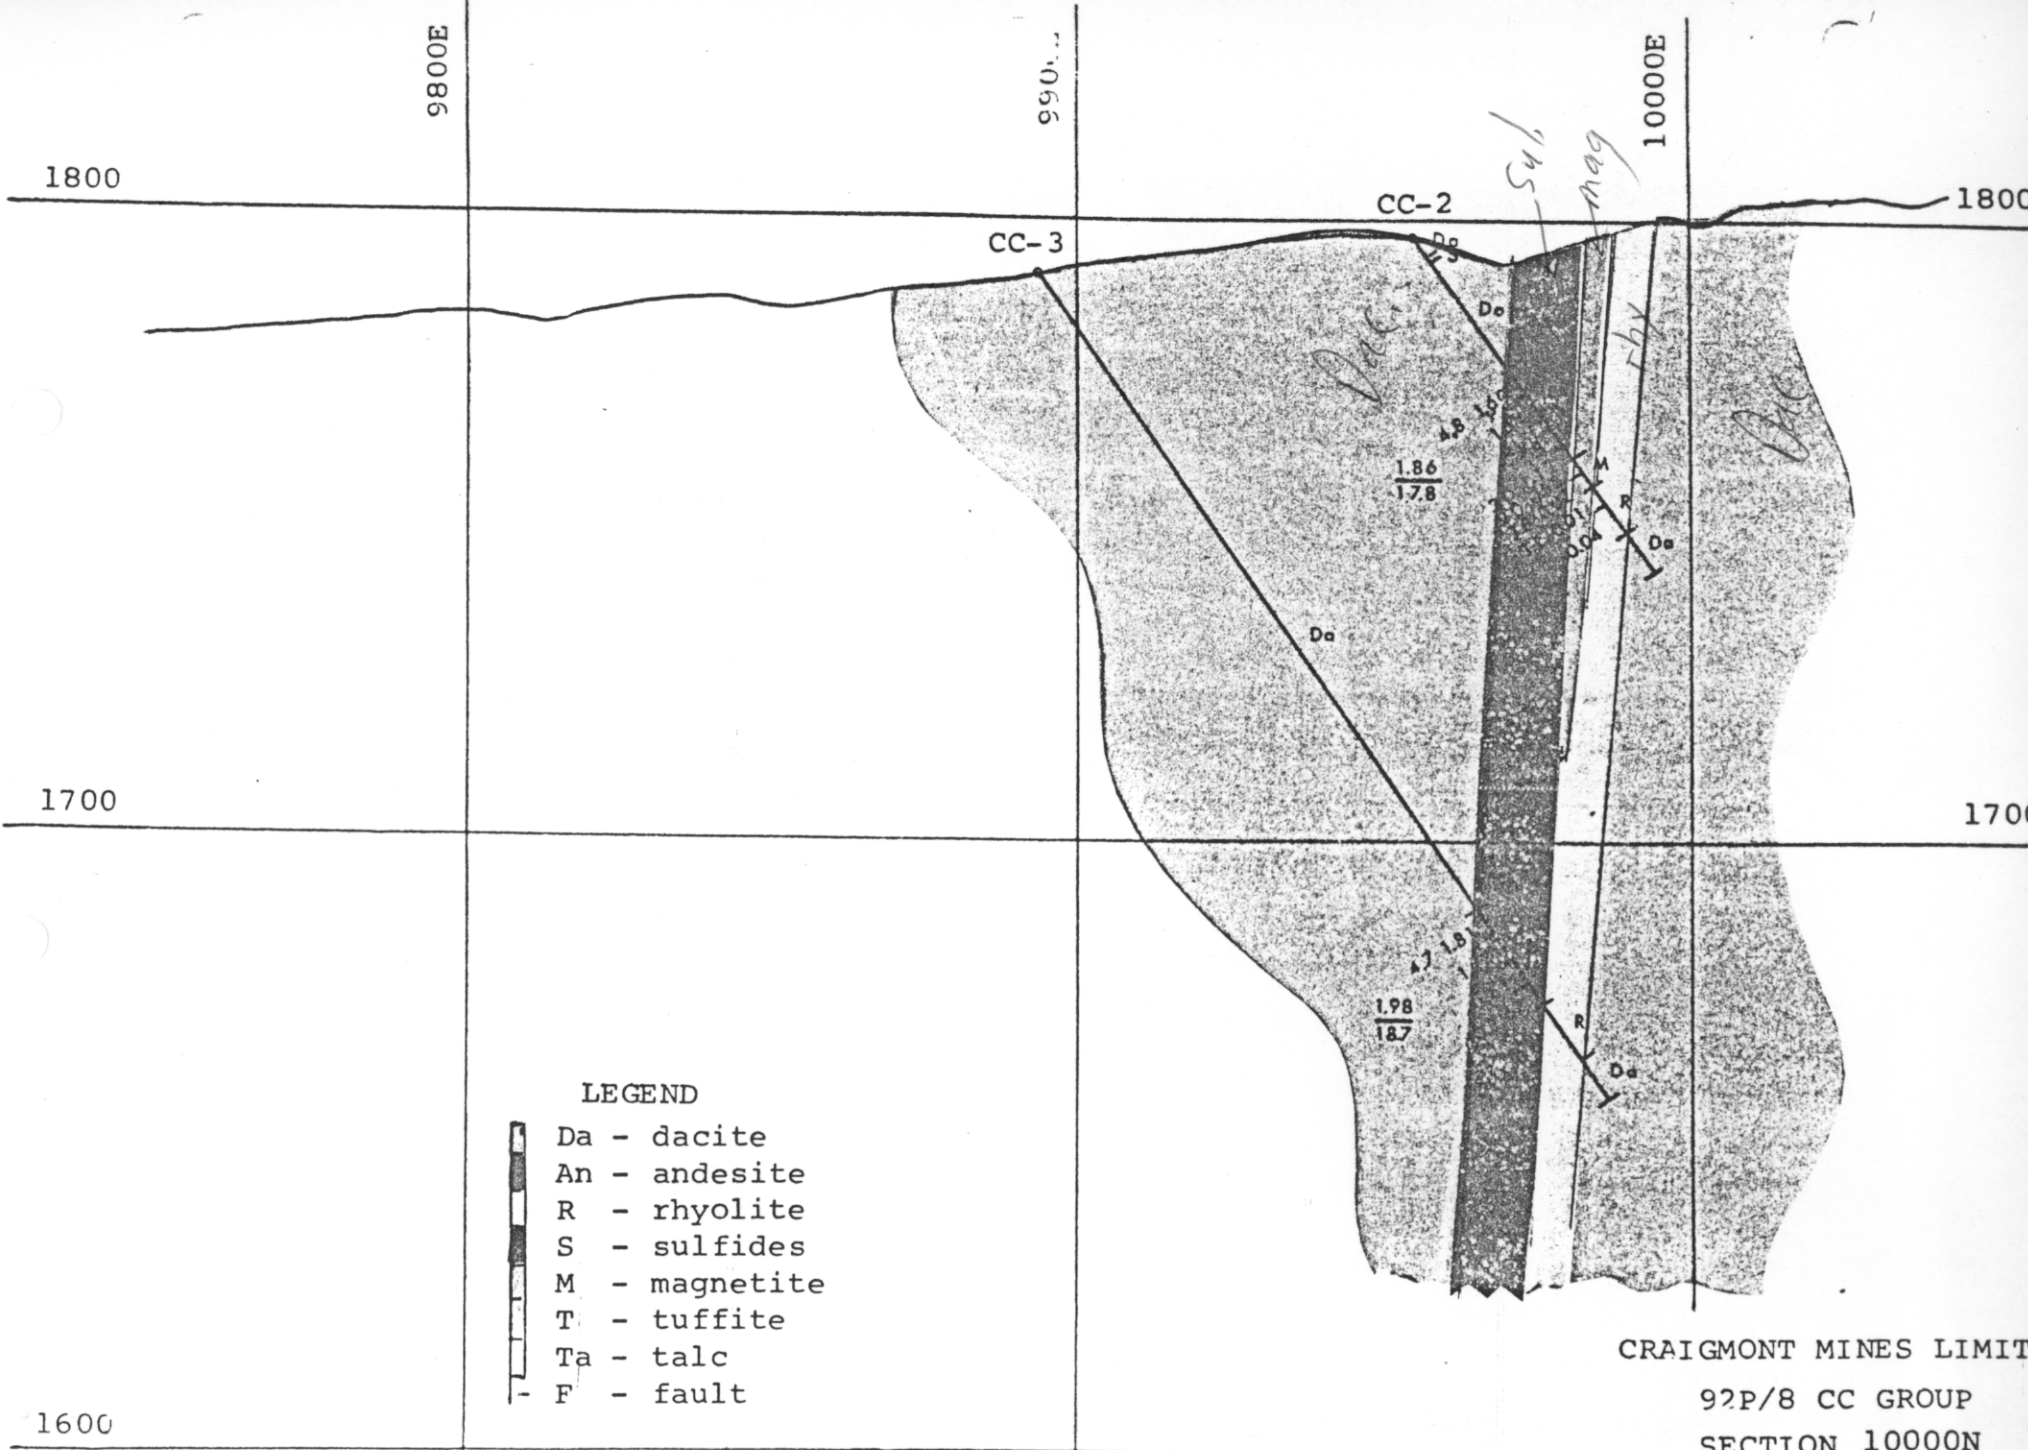 9800E
990
10000E
Sul
mag
1800
CC-2
1800
CC-3
Da
S
Da
Dac.
rhy
Dac
4.8
1.86
17.8
M
R
.01
0.04
Da
Da
1700
1700
4.7 1.81
1.98
18.7
R
Da
LEGEND
Da - dacite
An - andesite
R - rhyolite
S - sulfides
M - magnetite
T - tuffite
Ta - talc
F - fault
1600
CRAIGMONT MINES LIMIT
92P/8 CC GROUP
SECTION 10000N